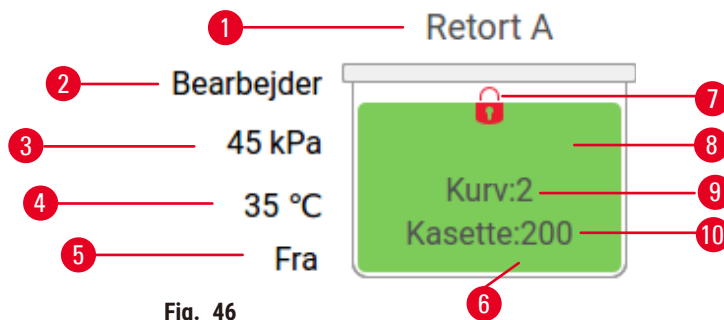 1 Retort A
2 Bearbejder 7
3 45 kPa 8
4 35 °C Kurv:2 9
5 Fra Kasette:200 10
6
Fig. 46